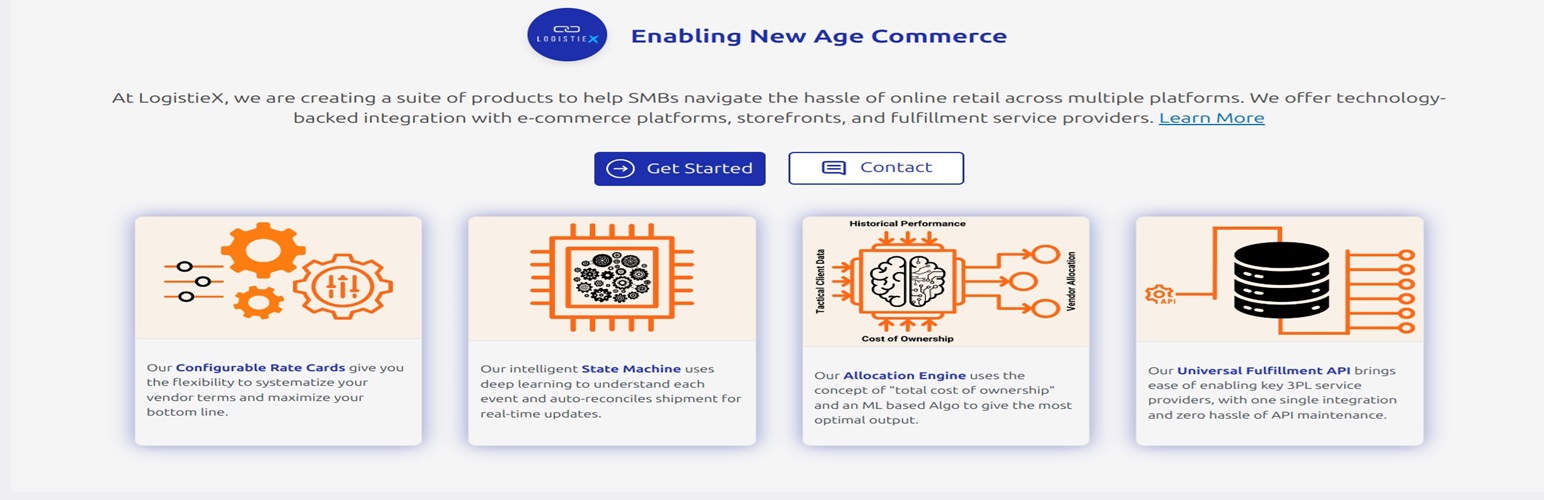 LOGISTIEX
Enabling New Age Commerce
At LogistieX, we are creating a suite of products to help SMBs navigate the hassle of online retail across multiple platforms. We offer technology-
backed integration with e-commerce platforms, storefronts, and fulfillment service providers. Learn More
Get Started
Contact
Our Configurable Rate Cards give you
the flexibility to systematize your
vendor terms and maximize your
bottom line.
Our intelligent State Machine uses
deep learning to understand each
event and auto-reconciles shipment for
real-time updates.
Historical Performance
Tactical Client Data
Vendor Allocation
Cost of Ownership
Our Allocation Engine uses the
concept of "total cost of ownership"
and an ML based Algo to give the most
optimal output.
API
Our Universal Fulfillment API brings
ease of enabling key 3PL service
providers, with one single integration
and zero hassle of API maintenance.